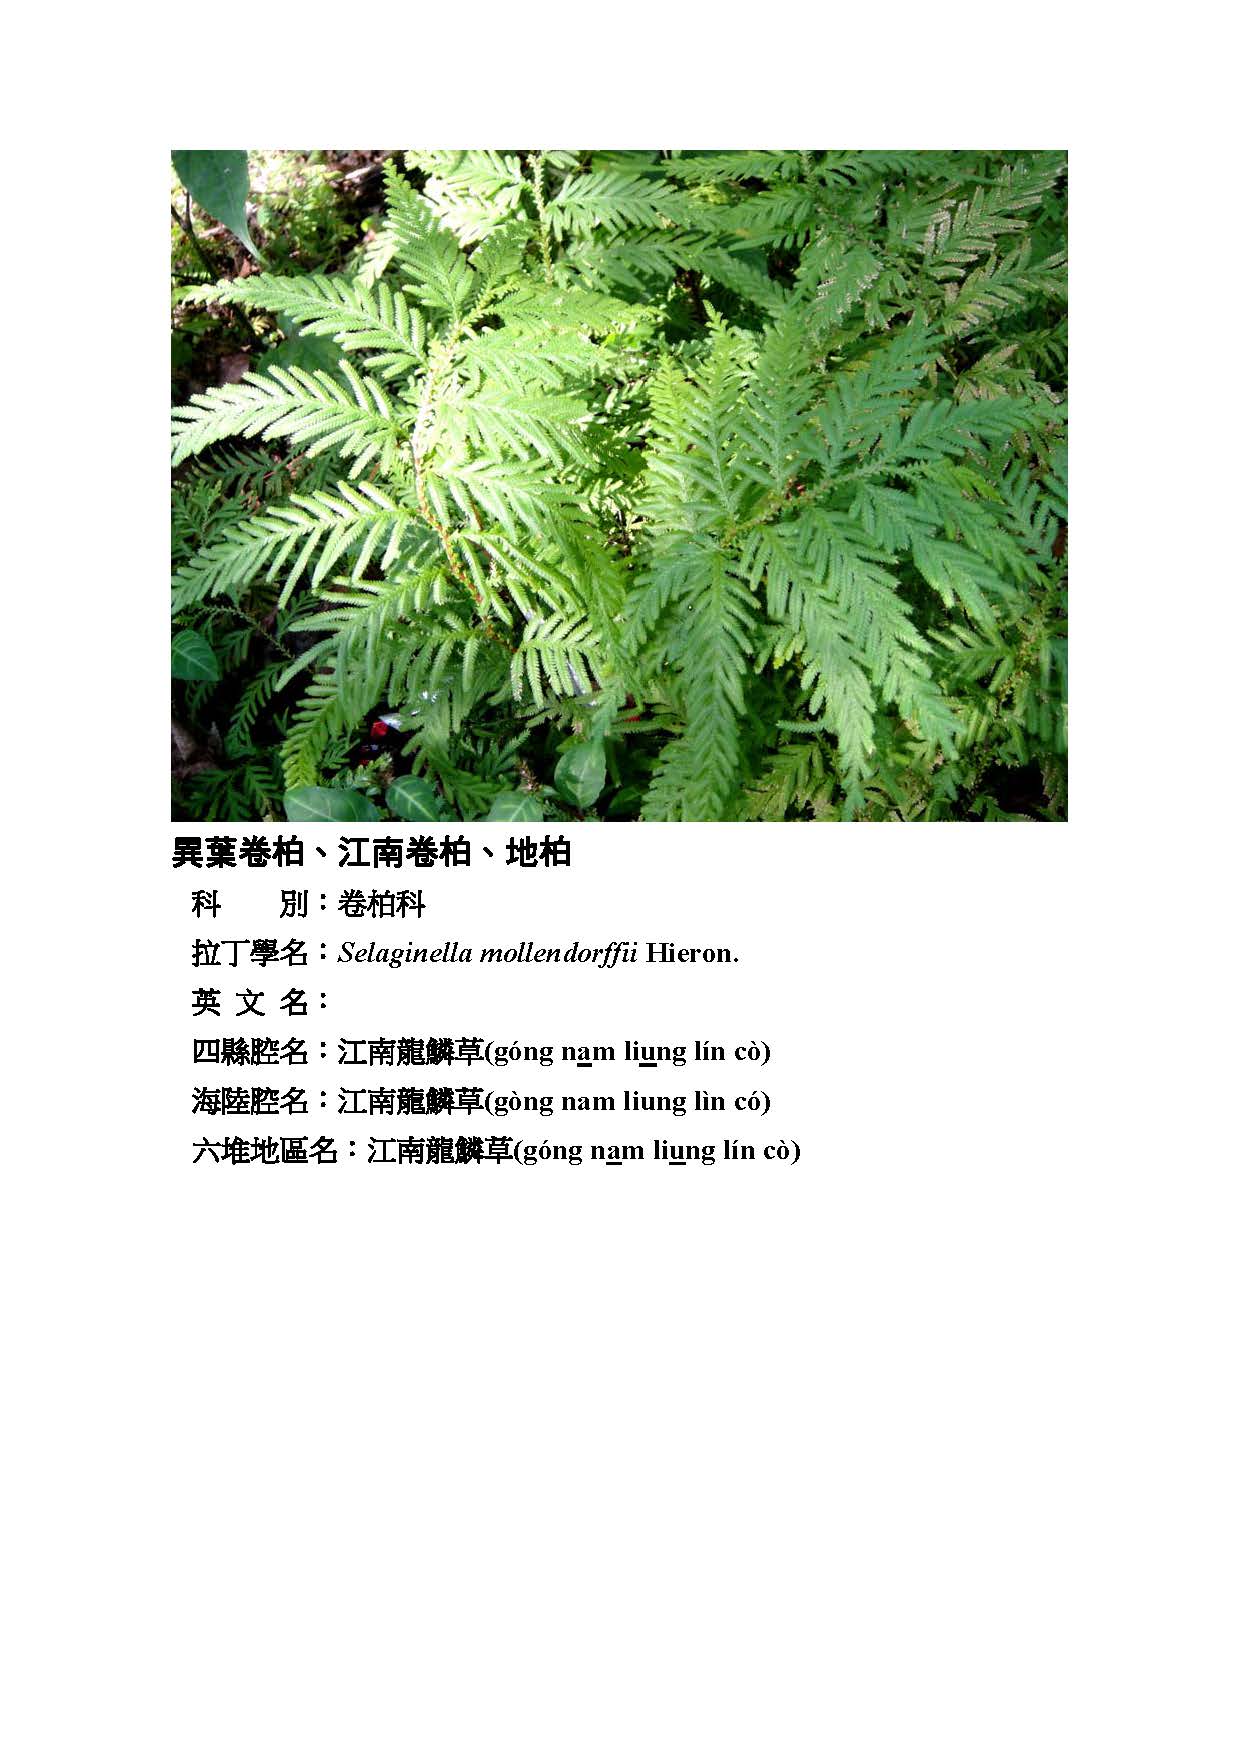 異葉卷柏、江南卷柏、地柏
科　　別：卷柏科
拉丁學名：Selaginella mollendorffii Hieron.
英 文 名：
四縣腔名：江南龍鱗草(góng nam liung lín cò)
海陸腔名：江南龍鱗草(gòng nam liung lìn có)
六堆地區名：江南龍鱗草(góng nam liung lín cò)